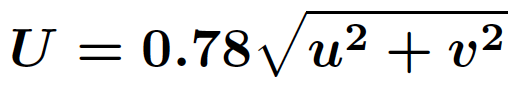 U = 0.78√(u² + v²)